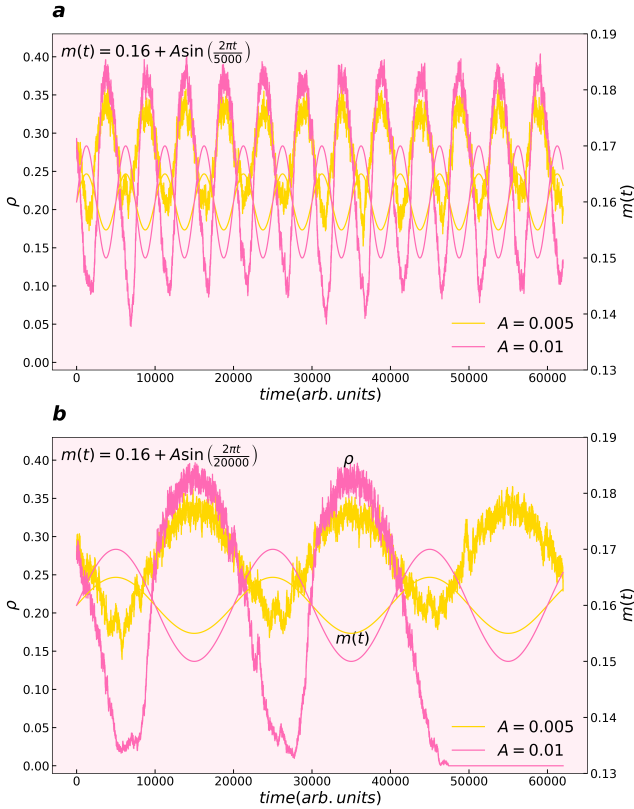 a
m(t) = 0.16 + A sin (2πt/5000)
0.40
0.35
0.30
0.25
0.20
0.15
0.10
0.05
0.00
ρ
0.19
0.18
0.17
0.16
0.15
0.14
0.13
m(t)
A = 0.005
A = 0.01
0 10000 20000 30000 40000 50000 60000
time(arb. units)
b
m(t) = 0.16 + A sin (2πt/20000)
ρ
m(t)
0.40
0.35
0.30
0.25
0.20
0.15
0.10
0.05
0.00
ρ
0.19
0.18
0.17
0.16
0.15
0.14
0.13
m(t)
A = 0.005
A = 0.01
0 10000 20000 30000 40000 50000 60000
time(arb. units)